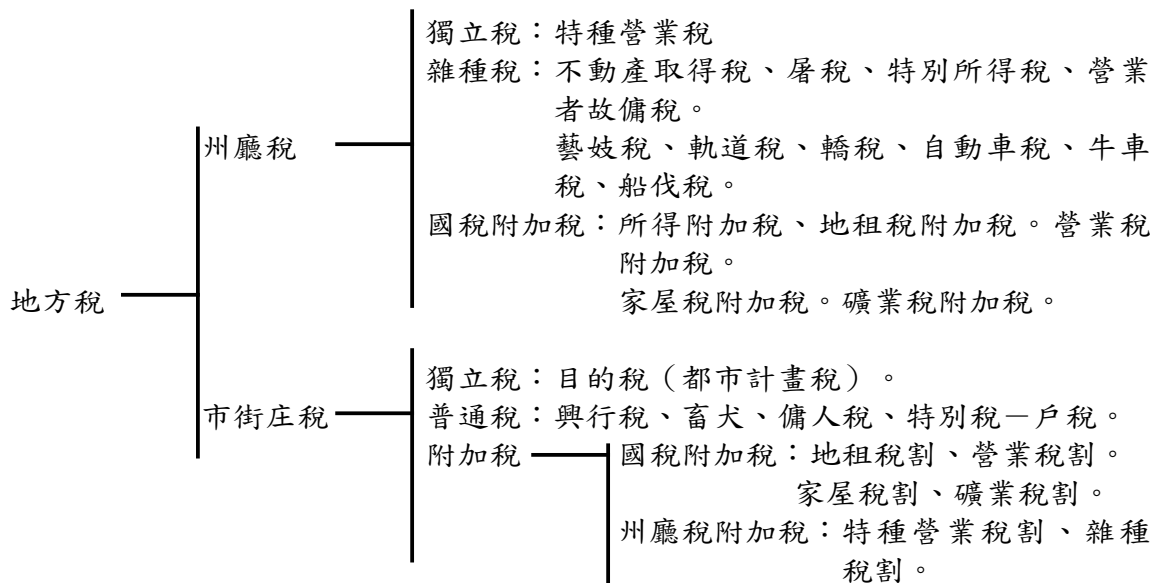 獨立稅：特種營業稅
雜種稅：不動產取得稅、屠稅、特別所得稅、營業
者故傭稅。
州廳稅
藝妓稅、軌道稅、轎稅、自動車稅、牛車
稅、船伐稅。
國稅附加稅：所得附加稅、地租稅附加稅。營業稅
附加稅。
地方稅
家屋稅附加稅。礦業稅附加稅。
獨立稅：目的稅（都市計畫稅）。
市街庄稅
普通稅：興行稅、畜犬、傭人稅、特別稅－戶稅。
附加稅
國稅附加稅：地租稅割、營業稅割。
家屋稅割、礦業稅割。
州廳稅附加稅：特種營業稅割、雜種
稅割。